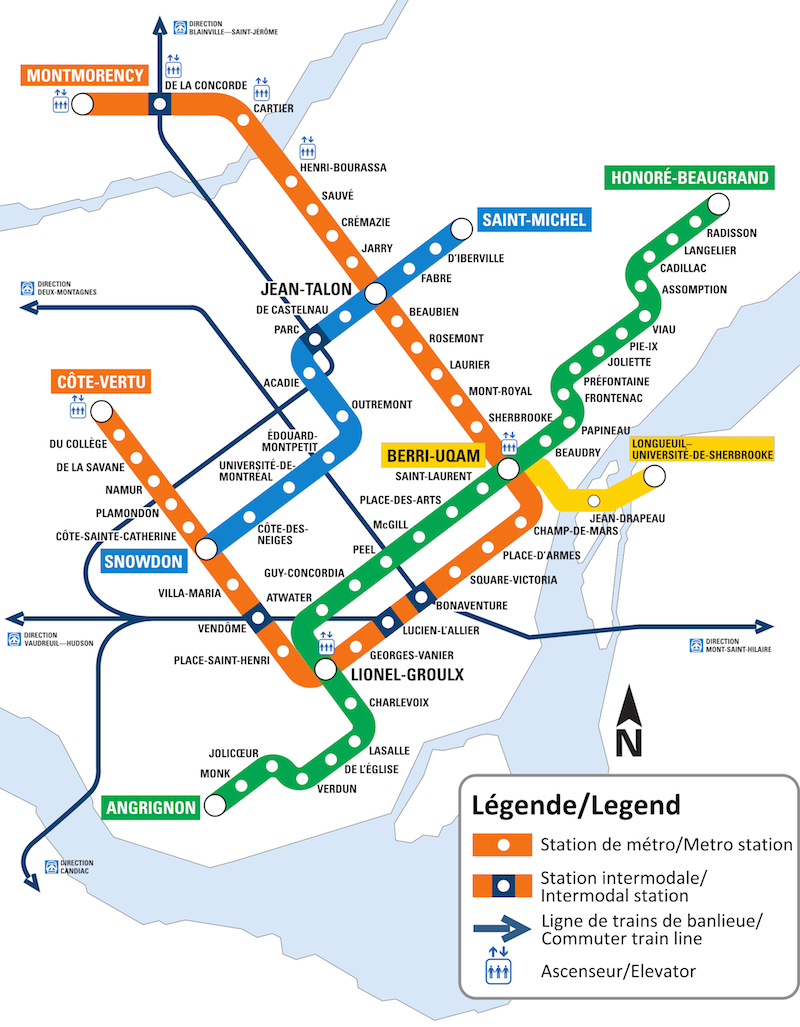 DIRECTION
BLAINVILLE—SAINT-JÉRÔME
MONTMORENCY
DE LA CONCORDE
CARTIER
HENRI-BOURASSA
SAUVÉ
CRÉMAZIE
JARRY
JEAN-TALON
DE CASTELNAU
PARC
ACADIE
OUTREMONT
ÉDOUARD-
MONTPETIT
UNIVERSITÉ-DE-
MONTRÉAL
CÔTE-DES-
NEIGES
SAINT-MICHEL
D'IBERVILLE
FABRE
BEAUBIEN
ROSEMONT
LAURIER
MONT-ROYAL
SHERBROOKE
HONORÉ-BEAUGRAND
RADISSON
LANGELIER
CADILLAC
ASSOMPTION
VIAU
PIE-IX
JOLIETTE
PRÉFONTAINE
FRONTENAC
PAPINEAU
BEAUDRY
BERRI-UQAM
LONGUEUIL–
UNIVERSITÉ-DE-SHERBROOKE
JEAN-DRAPEAU
SAINT-LAURENT
PLACE-DES-ARTS
McGILL
PEEL
GUY-CONCORDIA
ATWATER
CHAMP-DE-MARS
PLACE-D'ARMES
SQUARE-VICTORIA
BONAVENTURE
LUCIEN-L'ALLIER
GEORGES-VANIER
LIONEL-GROULX
DIRECTION
DEUX-MONTAGNES
CÔTE-VERTU
DU COLLÈGE
DE LA SAVANE
NAMUR
PLAMONDON
CÔTE-SAINTE-CATHERINE
SNOWDON
VILLA-MARIA
VENDÔME
PLACE-SAINT-HENRI
DIRECTION
VAUDREUIL—HUDSON
DIRECTION
MONT-SAINT-HILAIRE
CHARLEVOIX
LASALLE
DE L'ÉGLISE
VERDUN
JOLICŒUR
MONK
ANGRIGNON
DIRECTION
CANDIAC
N
Légende/Legend
Station de métro/Metro station
Station intermodale/
Intermodal station
Ligne de trains de banlieue/
Commuter train line
Ascenseur/Elevator